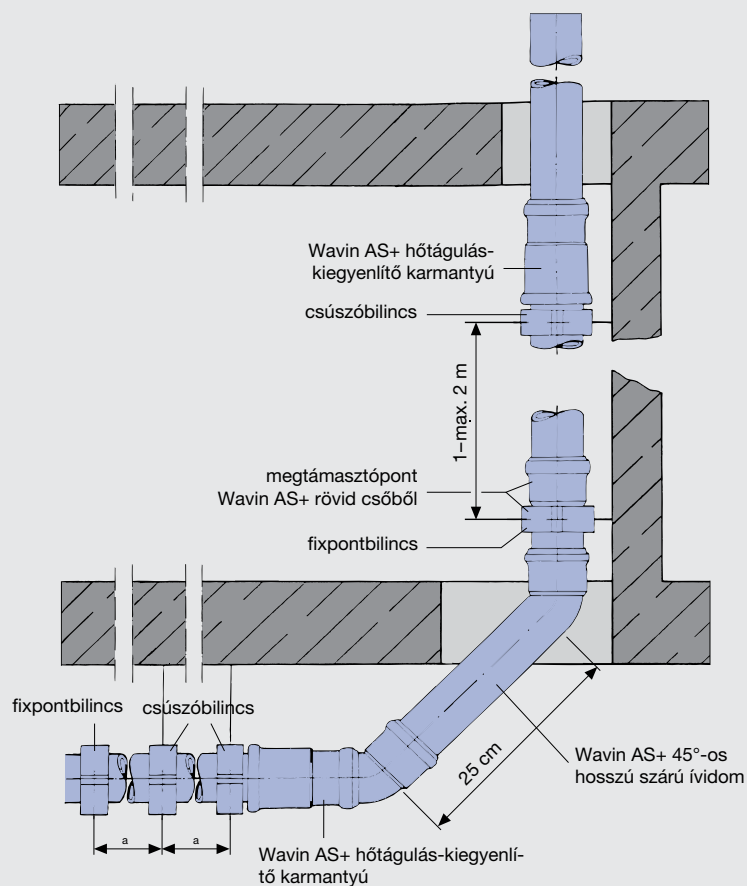 Wavin AS+ hőtágulás-
kiegyenlítő karmantyú
csúszóbilincs
1–max. 2 m
megtámasztópont
Wavin AS+ rövid csőből
fixpontbilincs
fixpontbilincs
csúszóbilincs
25 cm
Wavin AS+ 45°-os
hosszú szárú ívidom
a
a
Wavin AS+ hőtágulás-kiegyenlí-
tő karmantyú